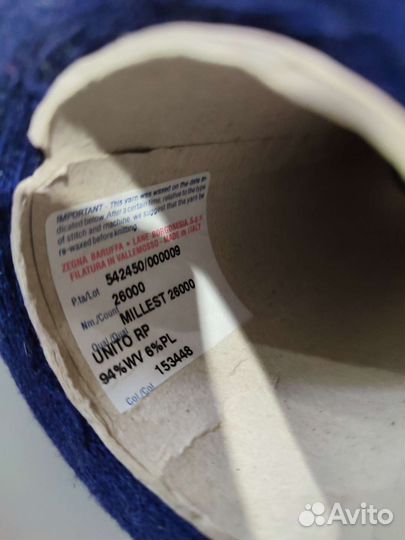 IMPORTANT - This yarn was waxed on the date in-
dicated below. After a certain time, relative to the type
of stitch and machine, we suggest that the yarn be
re-waxed before knitting
ZEGNA BARUFFA • LANE BORGOSESIA S.p.A
FILATURA IN VALLEMOSSO - MADE IN ITALY
P.ta/Lot 542450/000009
Nm./Count 26000
Qual./Qual MILLEST 26000
UNITO RP
94%WV 6%PL
Col./Col 153448
Avito